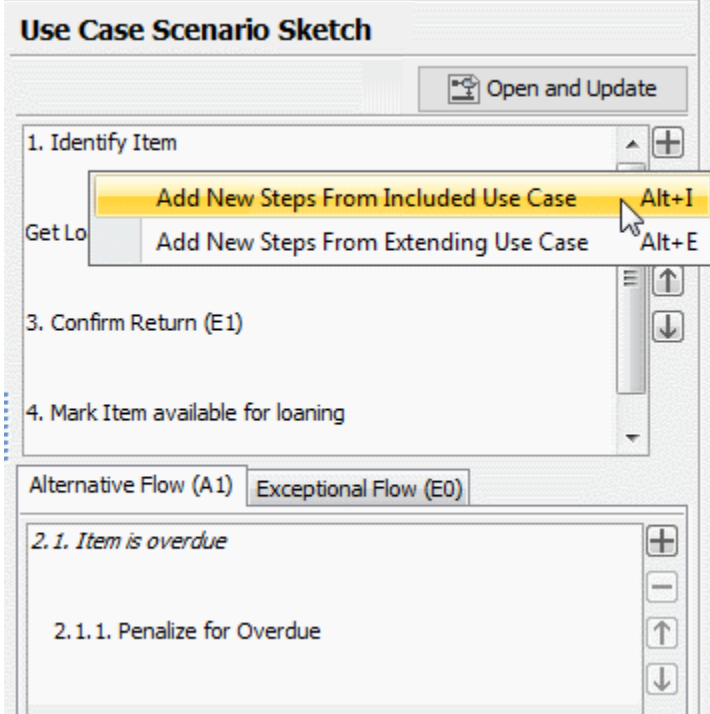 Use Case Scenario Sketch
Open and Update
1. Identify Item
Add New Steps From Included Use Case Alt+I
Get Lo
Add New Steps From Extending Use Case Alt+E
3. Confirm Return (E1)
4. Mark Item available for loaning
Alternative Flow (A1) Exceptional Flow (E0)
2.1. Item is overdue
2.1.1. Penalize for Overdue